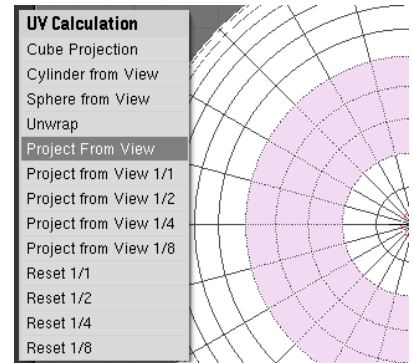 UV Calculation
Cube Projection
Cylinder from View
Sphere from View
Unwrap
Project From View
Project from View 1/1
Project from View 1/2
Project from View 1/4
Project from View 1/8
Reset 1/1
Reset 1/2
Reset 1/4
Reset 1/8